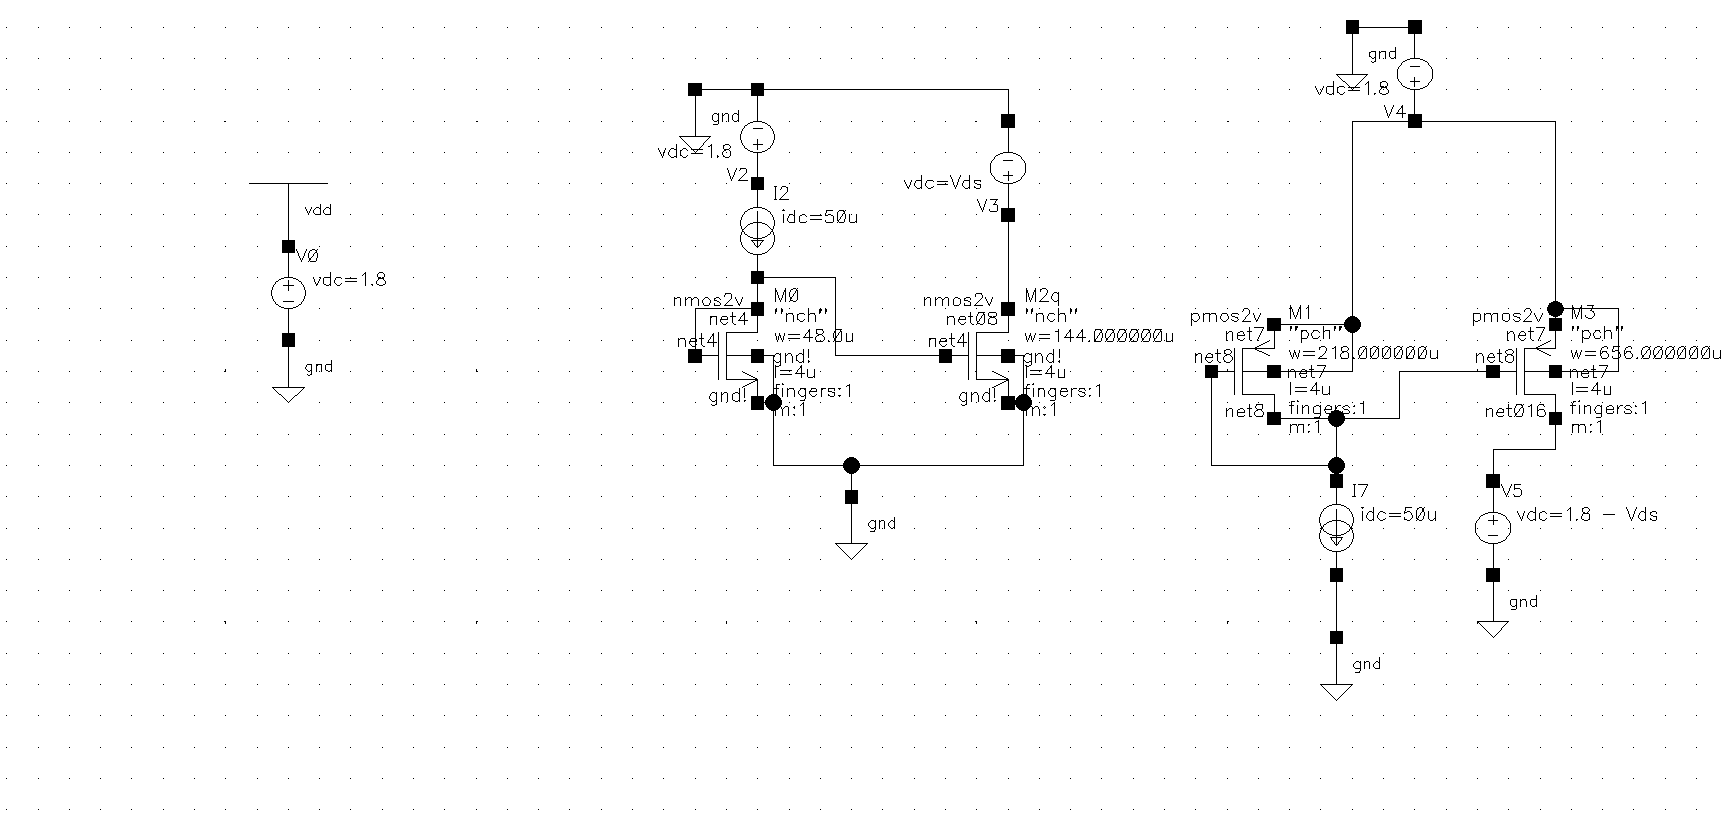 vdd
V0
vdc=1.8
gnd
gnd
vdc=1.8
V2
I2
idc=50u
vdc=Vds
V3
nmos2v
M0
"nch"
net4
w=48.0u
net4
gnd!
l=4u
fingers:1
gnd!
m:1
nmos2v
M2q
"nch"
net08
w=144.000000u
net4
gnd!
l=4u
fingers:1
gnd!
m:1
gnd
gnd
vdc=1.8
V4
pmos2v
M1
"pch"
net7
w=218.000000u
net8
net7
l=4u
fingers:1
net8
m:1
pmos2v
M3
"pch"
net7
w=656.000000u
net8
net7
l=4u
fingers:1
net016
m:1
I7
idc=50u
gnd
V5
vdc=1.8 - Vds
gnd